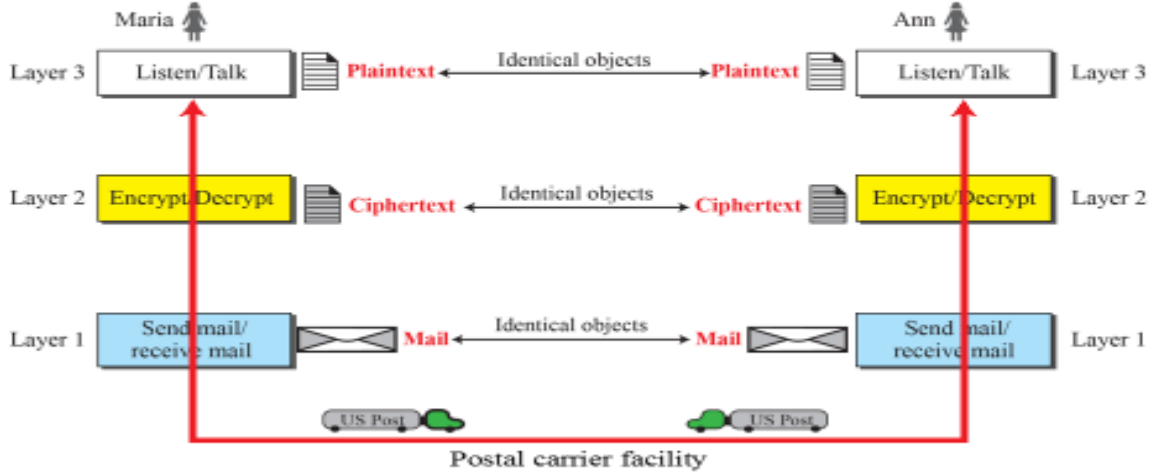 Maria
Ann
Layer 3
Listen/Talk
Plaintext
Identical objects
Plaintext
Listen/Talk
Layer 3
Layer 2
Encrypt/Decrypt
Ciphertext
Identical objects
Ciphertext
Encrypt/Decrypt
Layer 2
Layer 1
Send mail/
receive mail
Mail
Identical objects
Mail
Send mail/
receive mail
Layer 1
US Post
US Post
Postal carrier facility